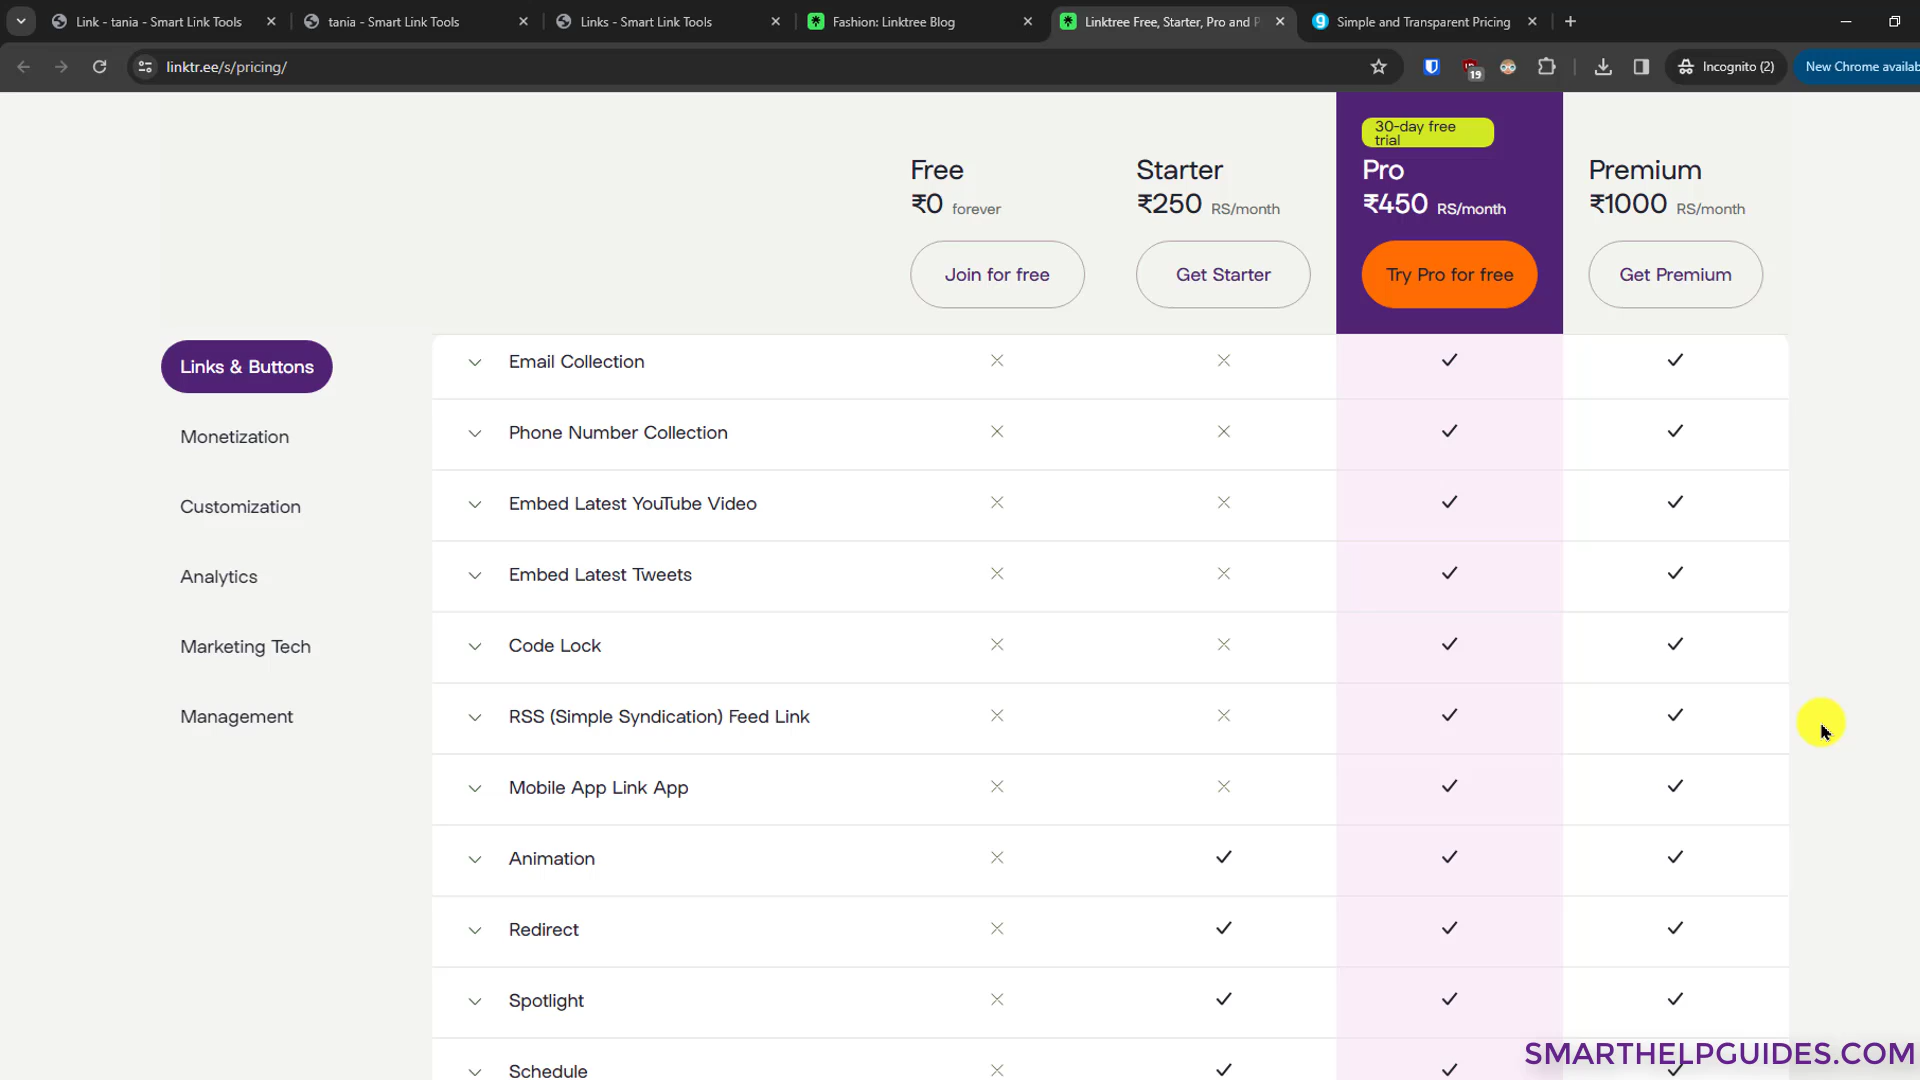 Link - tania - Smart Link Tools
tania - Smart Link Tools
Links - Smart Link Tools
Fashion: Linktree Blog
Linktree Free, Starter, Pro and P
Simple and Transparent Pricing
linktr.ee/s/pricing/
19
Incognito (2)
New Chrome availab
30-day free
trial
Free
₹0 forever
Join for free
Starter
₹250 RS/month
Get Starter
Pro
₹450 RS/month
Try Pro for free
Premium
₹1000 RS/month
Get Premium
Links & Buttons
Monetization
Customization
Analytics
Marketing Tech
Management
Email Collection
Phone Number Collection
Embed Latest YouTube Video
Embed Latest Tweets
Code Lock
RSS (Simple Syndication) Feed Link
Mobile App Link App
Animation
Redirect
Spotlight
Schedule
SMARTHELPGUIDES.COM